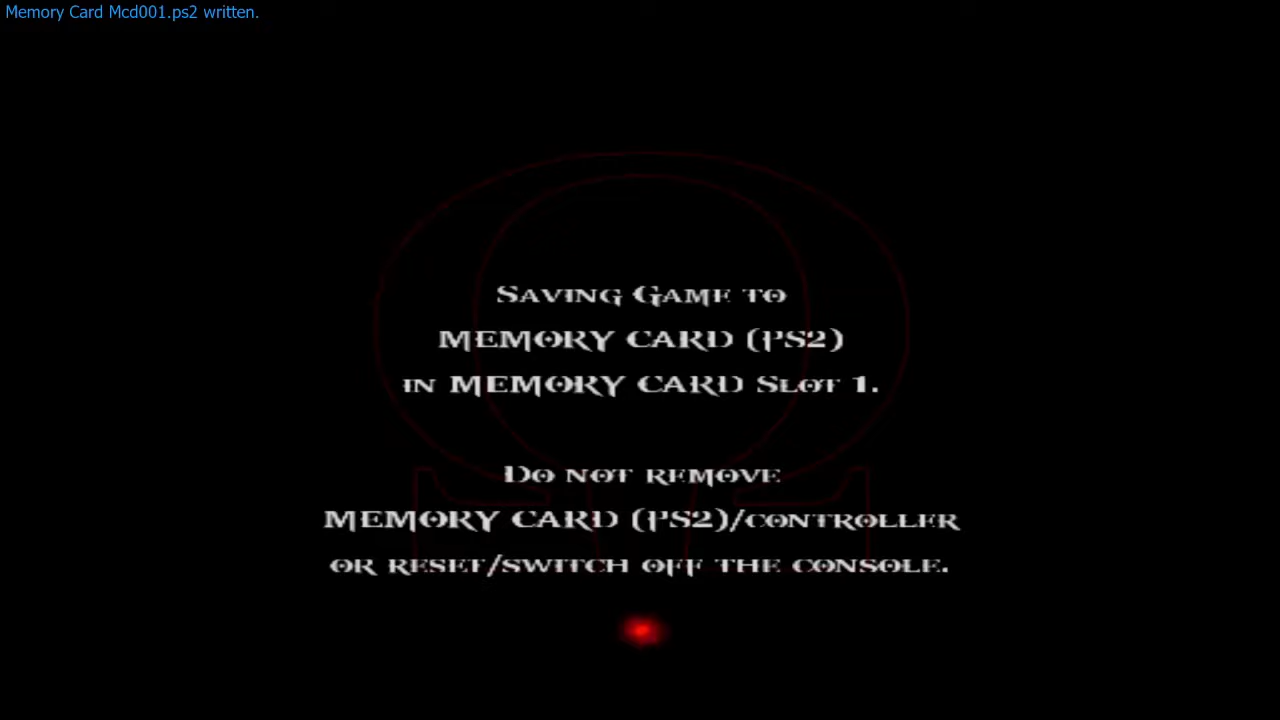 Memory Card Mcd001.ps2 written.
Saving Game to
MEMORY CARD (PS2)
in MEMORY CARD Slot 1.
Do not remove
MEMORY CARD (PS2)/controller
or reset/switch off the console.